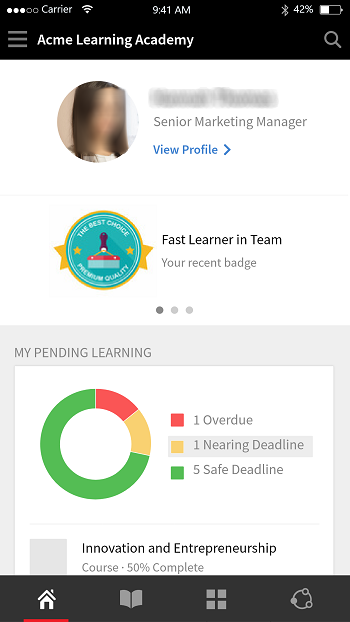 Carrier 9:41 AM 42%
Acme Learning Academy
Senior Marketing Manager
View Profile
THE BEST CHOICE
PREMIUM QUALITY
Fast Learner in Team
Your recent badge
MY PENDING LEARNING
1 Overdue
1 Nearing Deadline
5 Safe Deadline
Innovation and Entrepreneurship
Course · 50% Complete